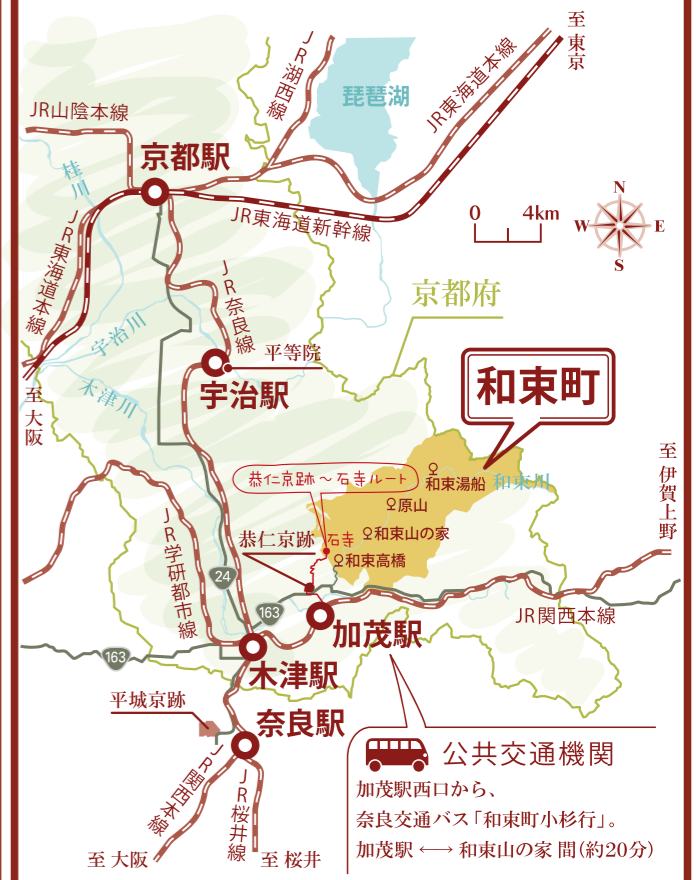 至 東京
JR山陰本線
JR湖西線
琵琶湖
JR東海道本線
京都駅
桂川
JR東海道新幹線
0 4km
N
W E
S
JR東海道本線
JR奈良線
宇治川
京都府
平等院
宇治駅
木津川
和束町
至 大阪
恭仁京跡〜石寺ルート
和束湯船
和束川
原山
至 伊賀上野
和束山の家
石寺
恭仁京跡
和束高橋
JR学研都市線
24
163
JR関西本線
加茂駅
163
木津駅
平城京跡
奈良駅
JR関西本線
JR桜井線
至 大阪
至 桜井
公共交通機関
加茂駅西口から、
奈良交通バス「和束町小杉行」。
加茂駅 ⟷ 和束山の家 間(約20分)